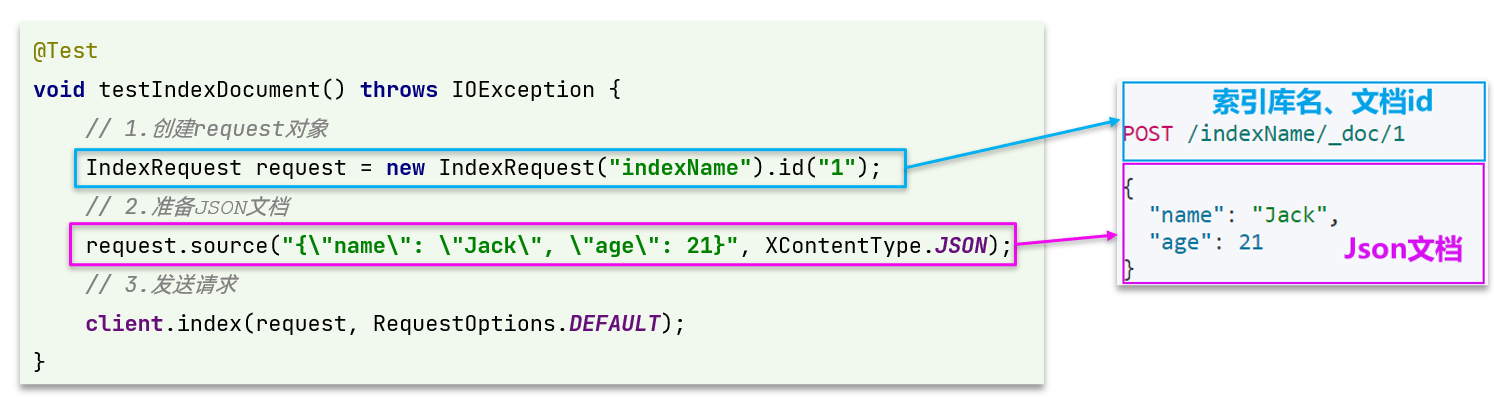 @Test
void testIndexDocument() throws IOException {
    // 1.创建request对象
    IndexRequest request = new IndexRequest("indexName").id("1");
    // 2.准备JSON文档
    request.source("{\"name\": \"Jack\", \"age\": 21}", XContentType.JSON);
    // 3.发送请求
    client.index(request, RequestOptions.DEFAULT);
}
索引库名、文档id
POST /indexName/_doc/1
{
  "name": "Jack",
  "age": 21
Json文档
}